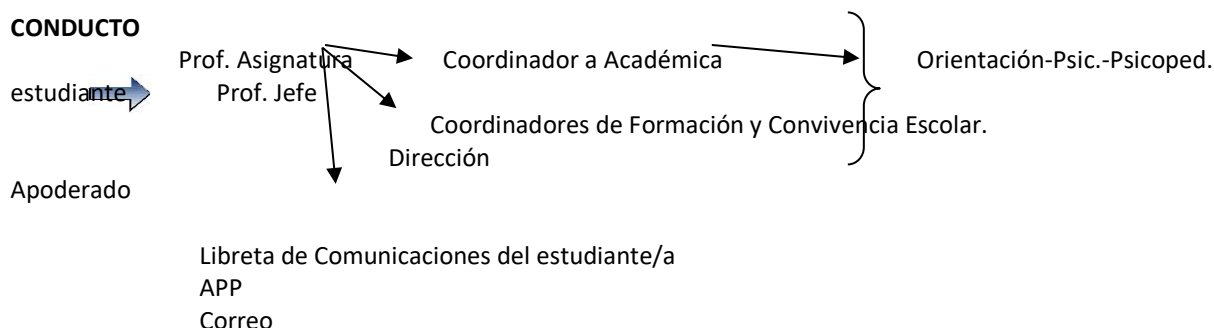 CONDUCTO
Prof. Asignatura Coordinador a Académica Orientación-Psic.-Psicoped.
estudiante Prof. Jefe
Coordinadores de Formación y Convivencia Escolar.
Dirección
Apoderado
Libreta de Comunicaciones del estudiante/a
APP
Correo